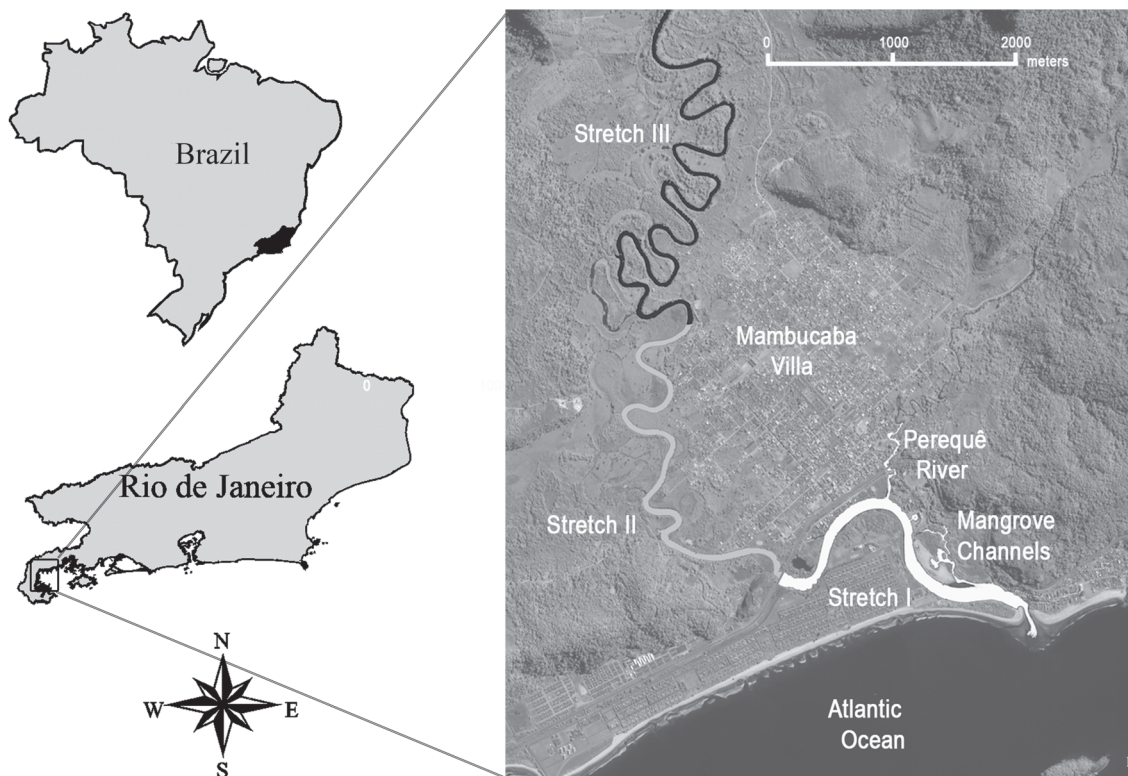 Brazil
Rio de Janeiro
N
W
E
S
0 1000 2000
meters
Stretch III
Mambucaba
Villa
Perequê
River
Mangrove
Channels
Stretch II
Stretch I
Atlantic
Ocean
0